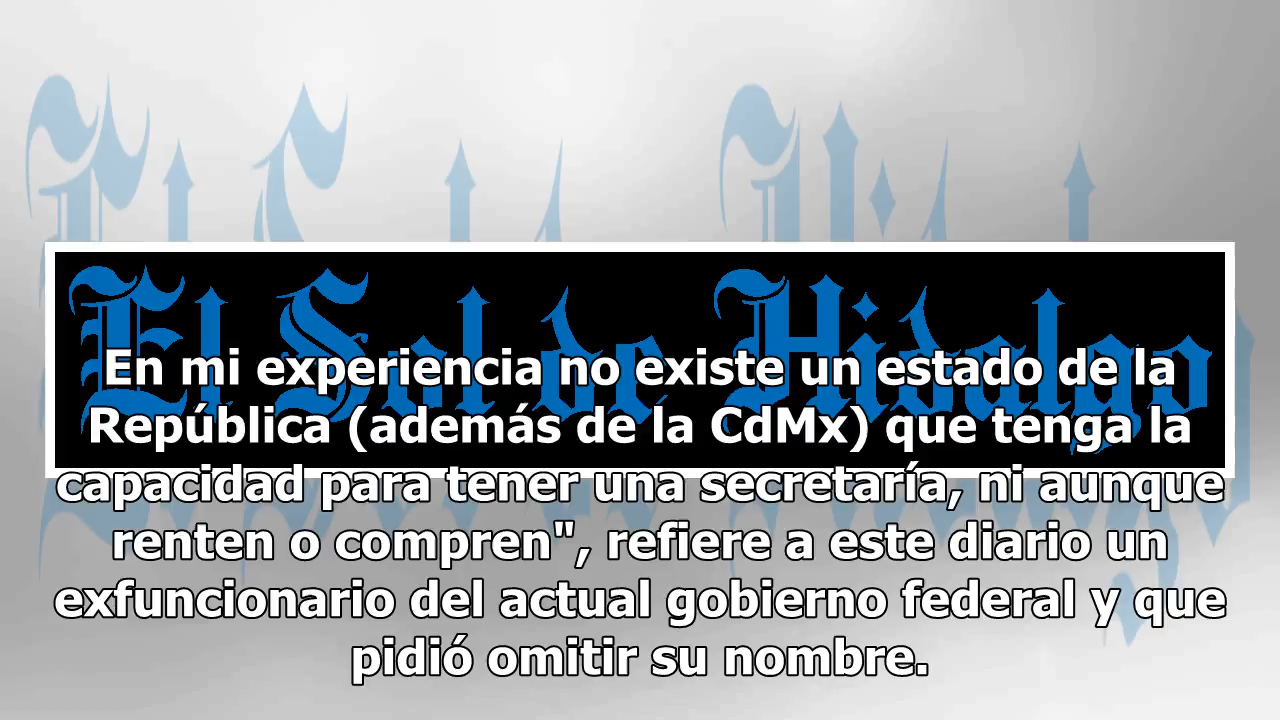 El Sol de Hidalgo
En mi experiencia no existe un estado de la
República (además de la CdMx) que tenga la
capacidad para tener una secretaría, ni aunque
renten o compren", refiere a este diario un
exfuncionario del actual gobierno federal y que
pidió omitir su nombre.